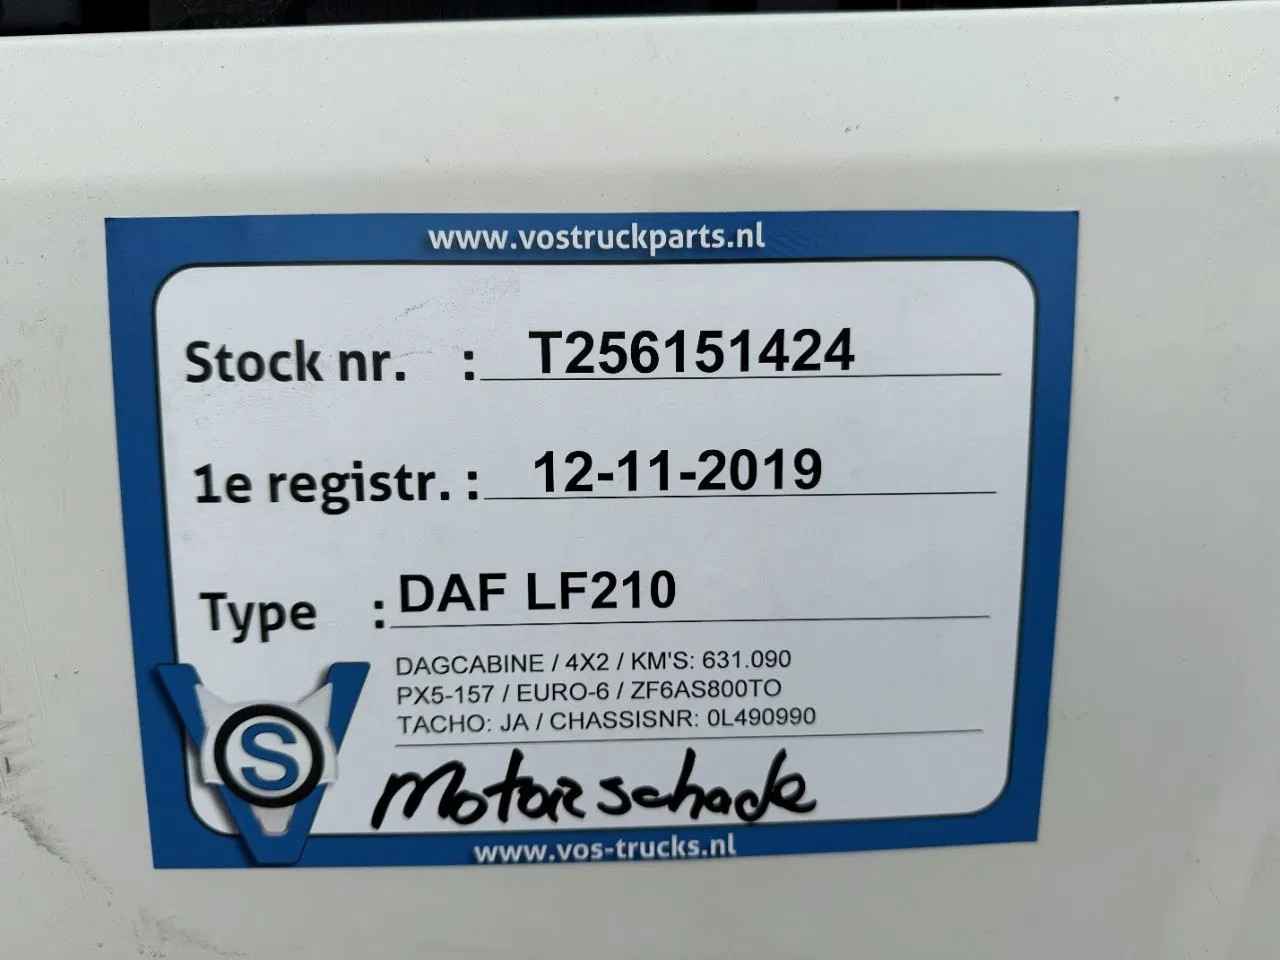 www.vostruckparts.nl
Stock nr. : T256151424
1e registr. : 12-11-2019
Type : DAF LF210
DAGCABINE / 4X2 / KM'S: 631.090
PX5-157 / EURO-6 / ZF6AS800TO
TACHO: JA / CHASSISNR: 0L490990
VS
Motorschade
www.vos-trucks.nl